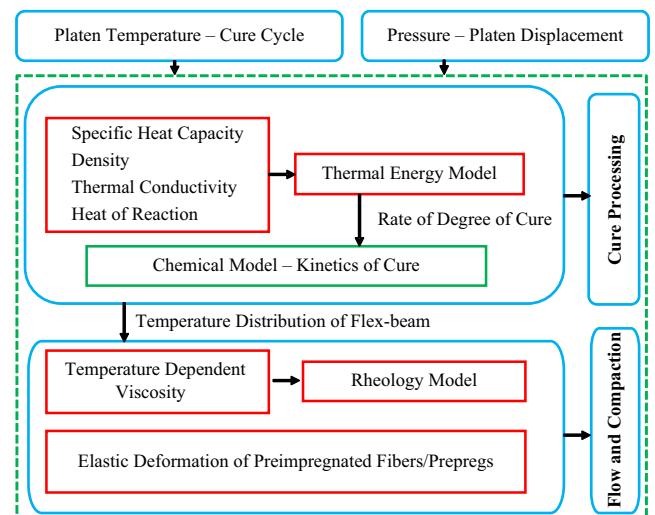 Platen Temperature – Cure Cycle
Pressure – Platen Displacement
Specific Heat Capacity
Density
Thermal Conductivity
Heat of Reaction
Thermal Energy Model
Rate of Degree of Cure
Chemical Model – Kinetics of Cure
Cure Processing
Temperature Distribution of Flex-beam
Temperature Dependent
Viscosity
Rheology Model
Elastic Deformation of Preimpregnated Fibers/Prepregs
Flow and Compaction